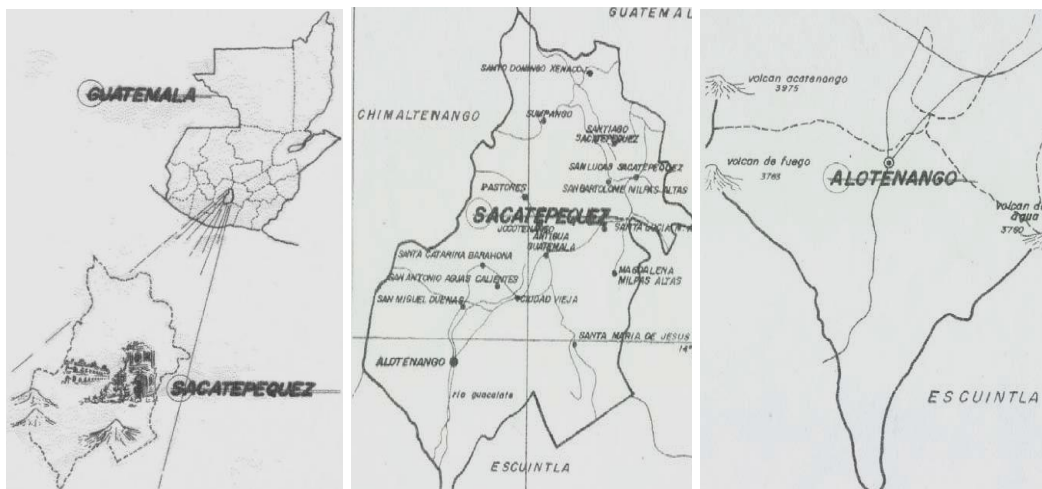 GUATEMALA
SACATEPEQUEZ
GUATEMAL
CHIMALTENANGO
SANTO DOMINGO XENACOJ
SUMPANGO
SANTIAGO
SACATEPEQUEZ
SAN LUCAS SACATEPEQUEZ
SAN BARTOLOME MILPAS ALTAS
PASTORES
SACATEPEQUEZ
JOCOTENANGO
SANTA LUCIA M. A
ANTIGUA
GUATEMALA
SANTA CATARINA BARAHONA
SAN ANTONIO AGUAS CALIENTES
MAGDALENA
MILPAS ALTAS
SAN MIGUEL DUEÑAS
CIUDAD VIEJA
SANTA MARIA DE JESUS
14°
ALOTENANGO
río guacalate
ESCUINTLA
volcan acatenango
3975
volcan de fuego
3763
ALOTENANGO
volcan de
agua
3760
ESCUINTLA